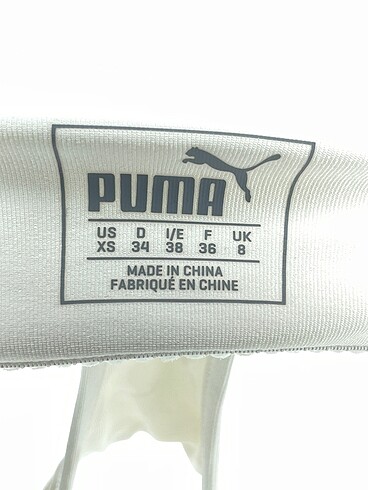 PUMA
US D I/E F UK
XS 34 38 36 8
MADE IN CHINA
FABRIQUÉ EN CHINE